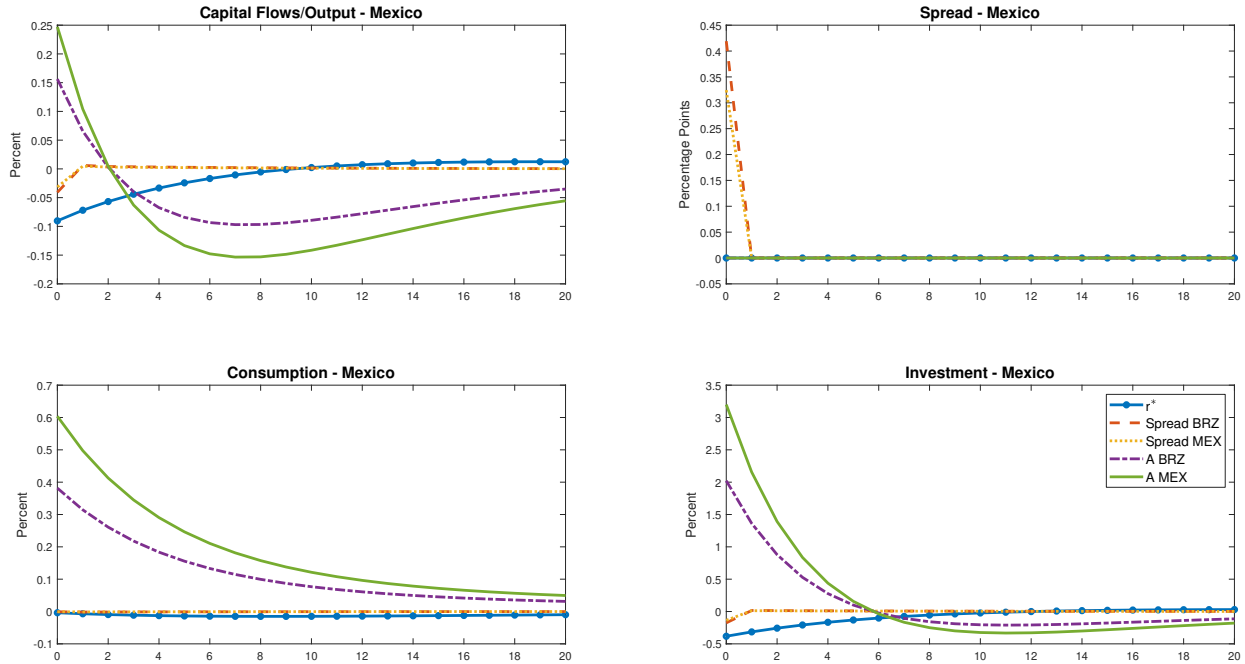 Capital Flows/Output - Mexico
Percent
0.25
0.2
0.15
0.1
0.05
0
-0.05
-0.1
-0.15
-0.2
0 2 4 6 8 10 12 14 16 18 20
Spread - Mexico
Percentage Points
0.45
0.4
0.35
0.3
0.25
0.2
0.15
0.1
0.05
0
-0.05
0 2 4 6 8 10 12 14 16 18 20
Consumption - Mexico
Percent
0.7
0.6
0.5
0.4
0.3
0.2
0.1
0
-0.1
0 2 4 6 8 10 12 14 16 18 20
Investment - Mexico
Percent
3.5
3
2.5
2
1.5
1
0.5
0
-0.5
0 2 4 6 8 10 12 14 16 18 20
r*
Spread BRZ
Spread MEX
A BRZ
A MEX